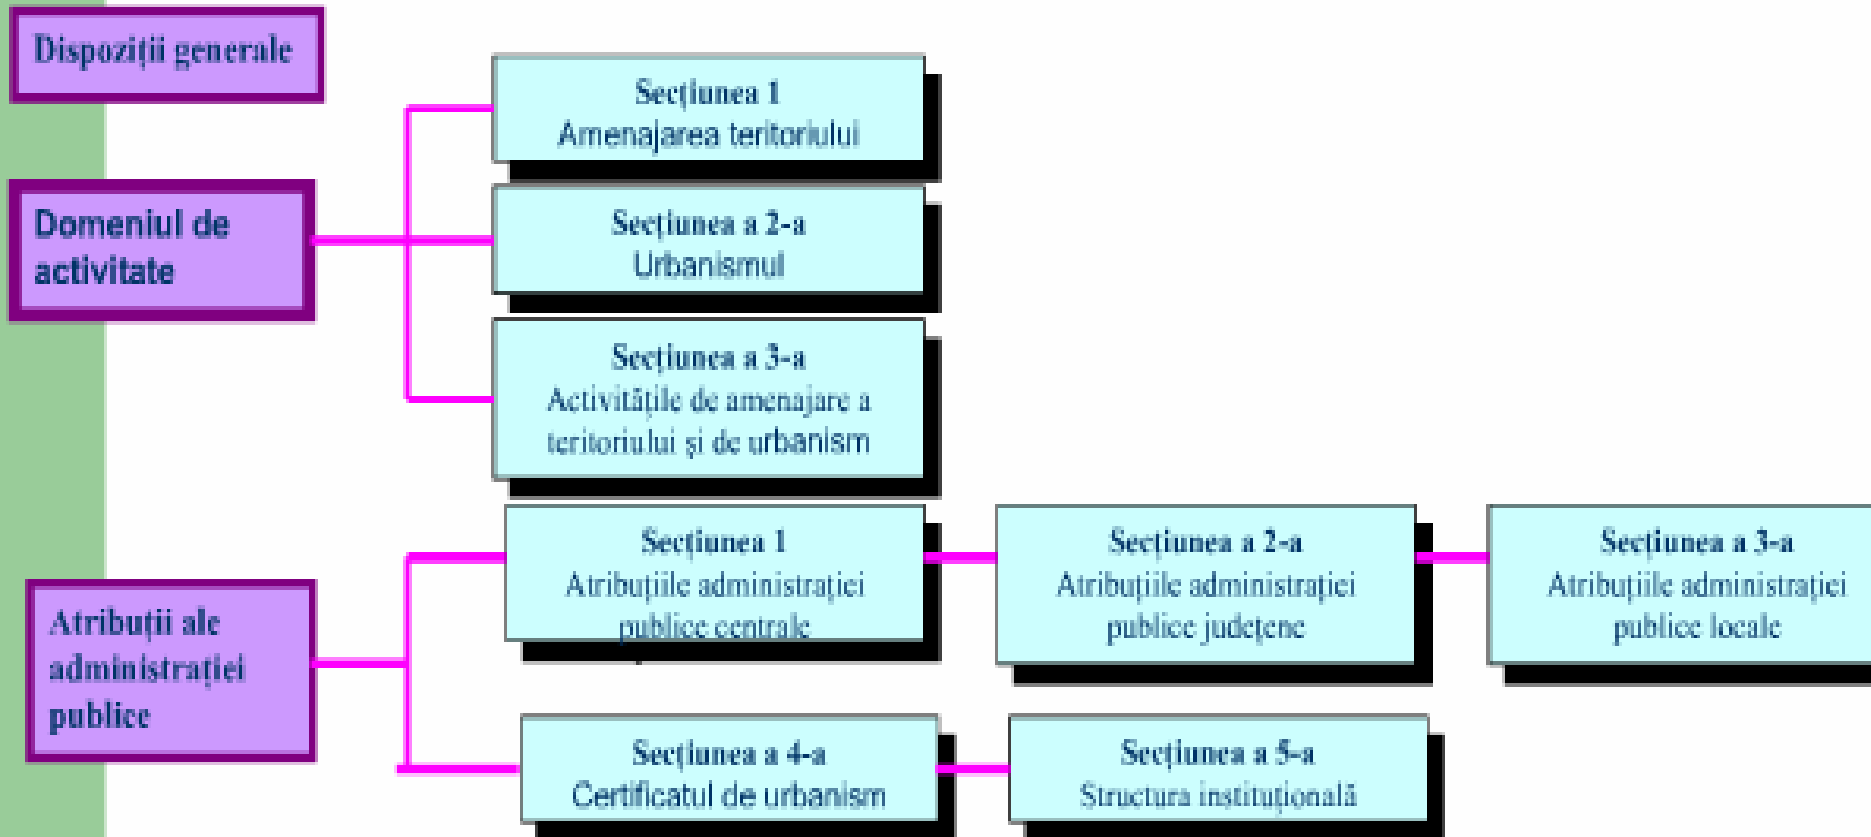 Dispoziții generale
Secțiunea 1
Amenajarea teritoriului
Domeniul de
activitate
Secțiunea a 2-a
Urbanismul
Secțiunea a 3-a
Activitățile de amenajare a
teritoriului și de urbanism
Atribuții ale
administrației
publice
Secțiunea 1
Atribuțiile administrației
publice centrale
Secțiunea a 2-a
Atribuțiile administrației
publice județene
Secțiunea a 3-a
Atribuțiile administrației
publice locale
Secțiunea a 4-a
Certificatul de urbanism
Secțiunea a 5-a
Structura instituțională